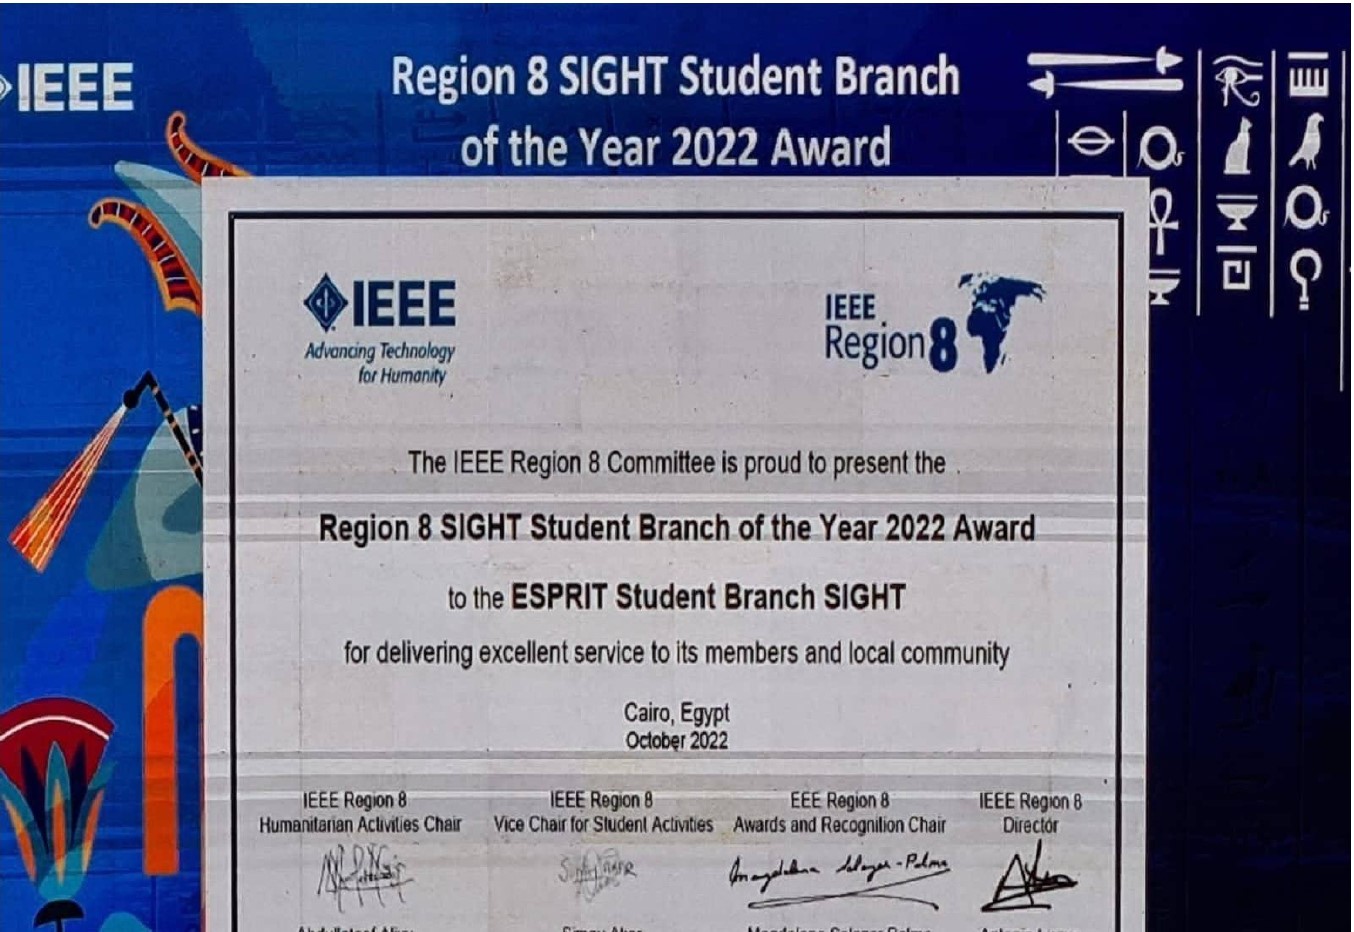 IEEE
Region 8 SIGHT Student Branch
of the Year 2022 Award
IEEE
Advancing Technology
for Humanity
IEEE
Region 8
The IEEE Region 8 Committee is proud to present the
Region 8 SIGHT Student Branch of the Year 2022 Award
to the ESPRIT Student Branch SIGHT
for delivering excellent service to its members and local community
Cairo, Egypt
October 2022
IEEE Region 8
Humanitarian Activities Chair
IEEE Region 8
Vice Chair for Student Activities
EEE Region 8
Awards and Recognition Chair
IEEE Region 8
Director